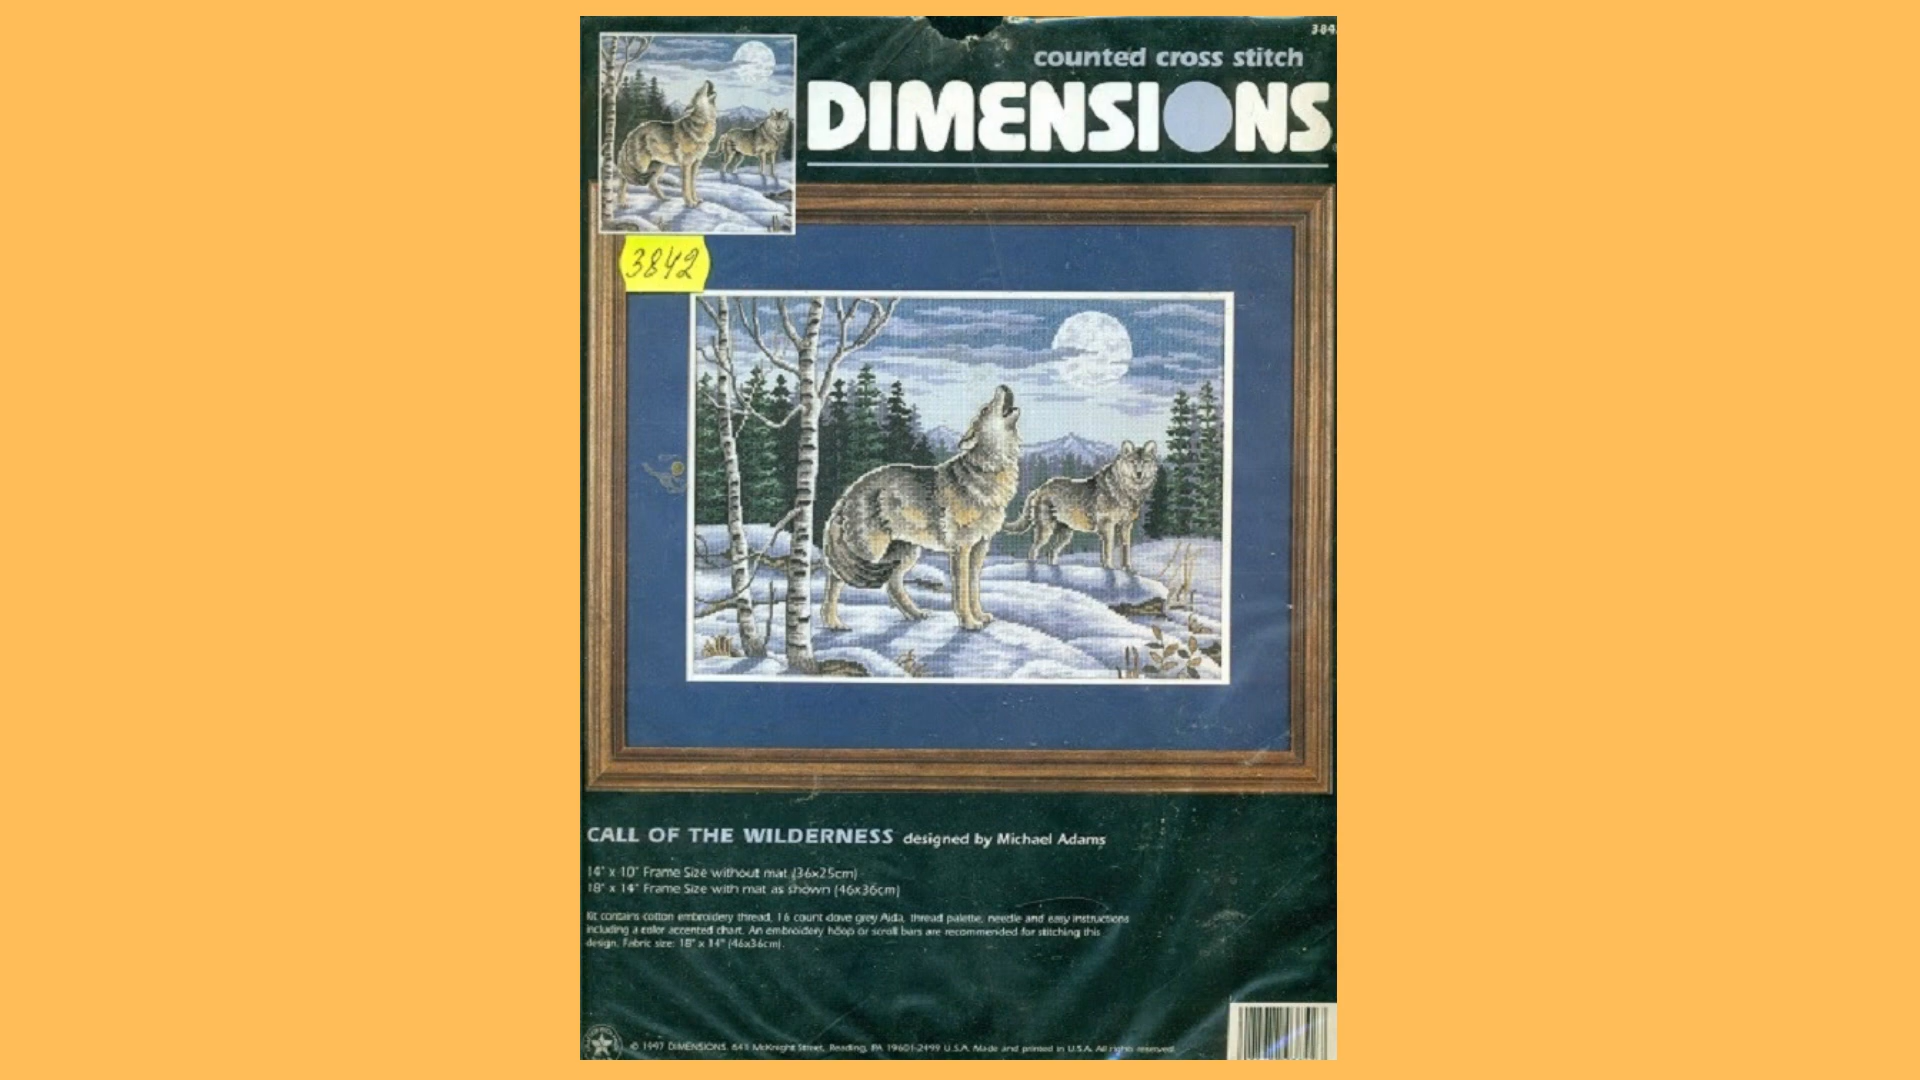 384
counted cross stitch
DIMENSIONS
3842
CALL OF THE WILDERNESS designed by Michael Adams
14" x 10" Frame Size without mat (36x25cm)
18" x 14" Frame Size with mat as shown (46x36cm)
Kit contains cotton embroidery thread, 16 count dove grey Aida, thread palette, needle and easy instructions
including a color accented chart. An embroidery hoop or scroll bars are recommended for stitching this
design. Fabric size: 18" x 14" (46x36cm).
© 1997 DIMENSIONS. 641 McKnight Street, Reading, PA 19601-2499 U.S.A. Made and printed in U.S.A. All rights reserved.